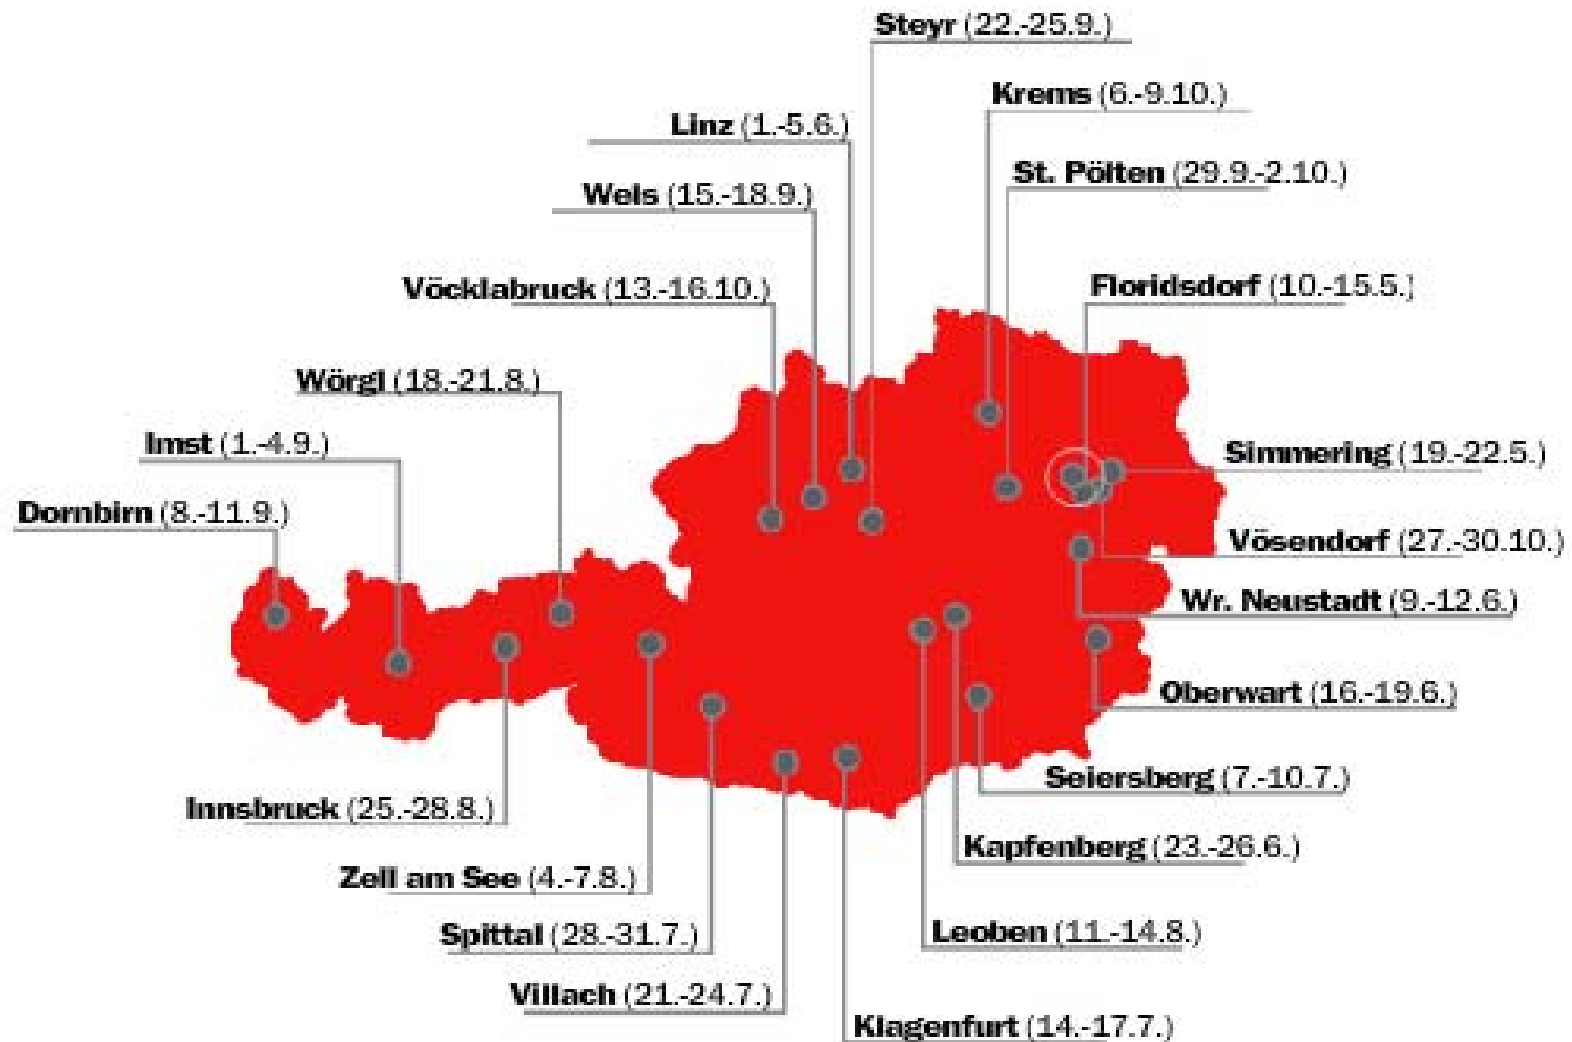 Steyr (22.-25.9.)
Krems (6.-9.10.)
Linz (1.-5.6.)
St. Pölten (29.9.-2.10.)
Wels (15.-18.9.)
Vöcklabruck (13.-16.10.)
Floridsdorf (10.-15.5.)
Wörgl (18.-21.8.)
Imst (1.-4.9.)
Simmering (19.-22.5.)
Dornbirn (8.-11.9.)
Vösendorf (27.-30.10.)
Wr. Neustadt (9.-12.6.)
Oberwart (16.-19.6.)
Seiersberg (7.-10.7.)
Innsbruck (25.-28.8.)
Kapfenberg (23.-26.6.)
Zell am See (4.-7.8.)
Leoben (11.-14.8.)
Spittal (28.-31.7.)
Villach (21.-24.7.)
Klagenfurt (14.-17.7.)